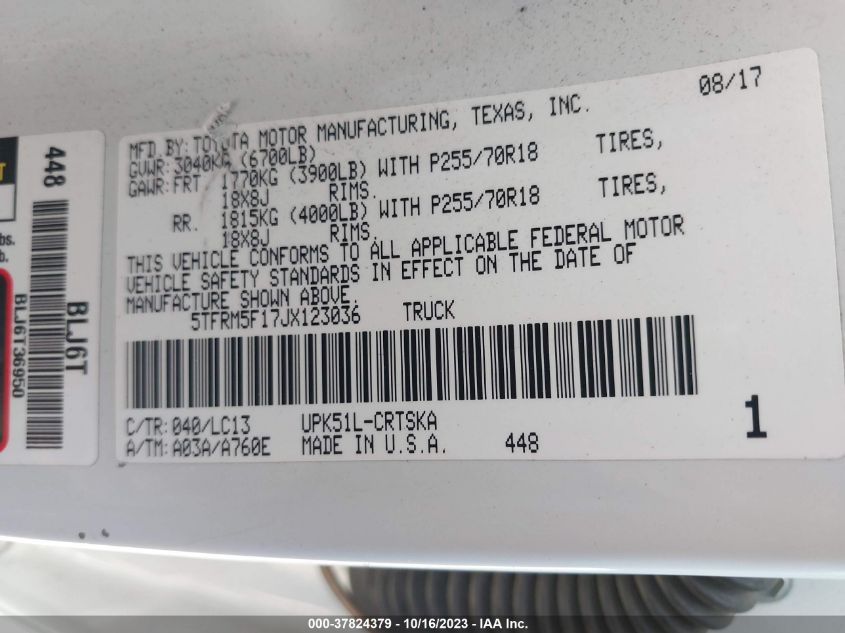 08/17
MFD.BY: TOYOTA MOTOR MANUFACTURING, TEXAS, INC.
GVWR: 3040KG (6700LB)
GAWR: FRT 1770KG (3900LB) WITH P255/70R18 TIRES,
18X8J RIMS.
RR. 1815KG (4000LB) WITH P255/70R18 TIRES,
18X8J RIMS.
THIS VEHICLE CONFORMS TO ALL APPLICABLE FEDERAL MOTOR
VEHICLE SAFETY STANDARDS IN EFFECT ON THE DATE OF
MANUFACTURE SHOWN ABOVE.
5TFRM5F17JX123036 TRUCK
C/TR: 040/LC13 UPK51L-CRTSKA
A/TM: A03A/A760E MADE IN U.S.A. 448
1
448
BLJ6T
BLJ6T36950
lbs.
lb.
000-37824379 - 10/16/2023 - IAA Inc.